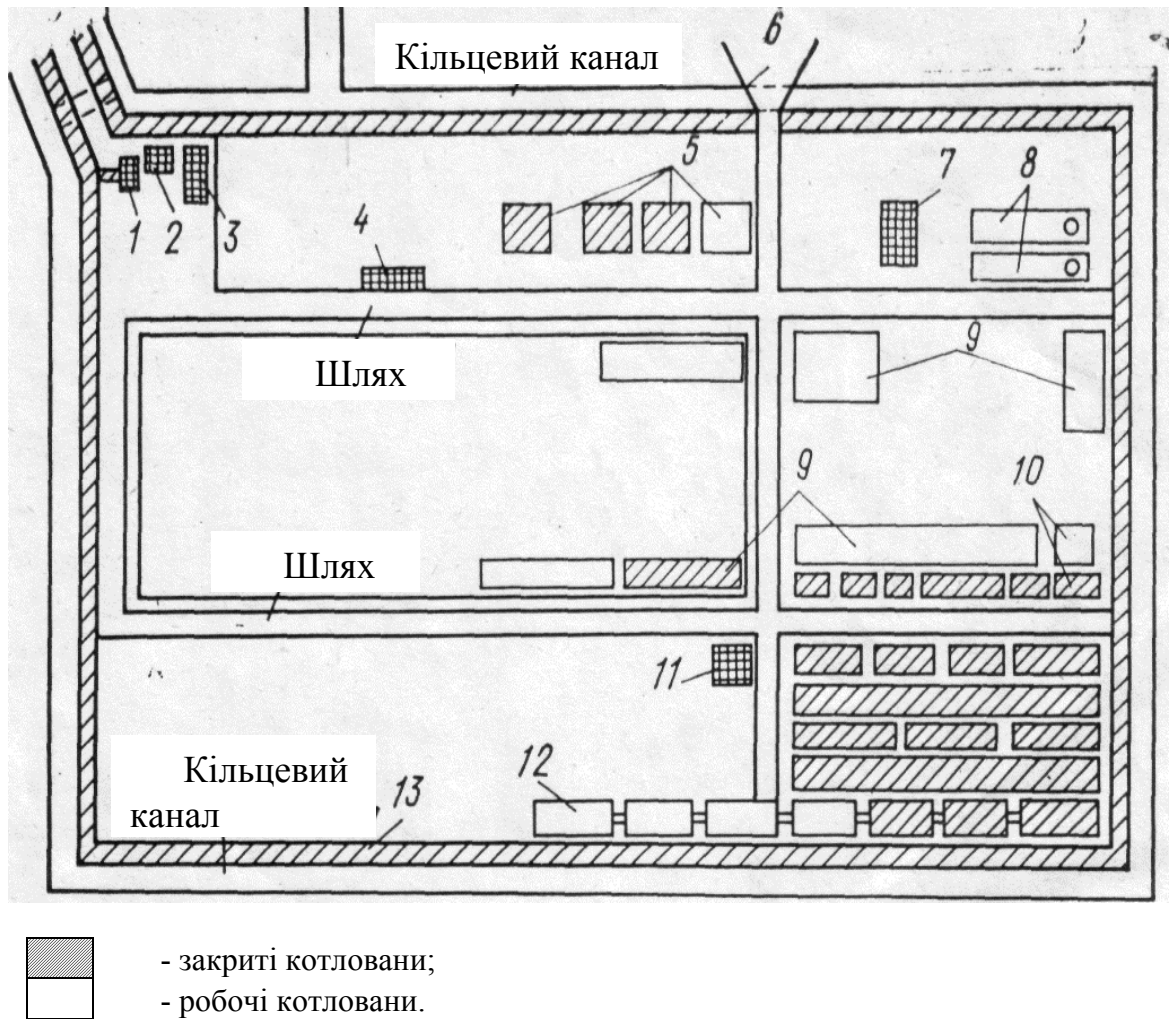 Кільцевий канал
6
5
7
8
1
2
3
4
9
Шлях
9
10
Шлях
11
12
Кільцевий
канал
13
- закриті котловани;
- робочі котловани.